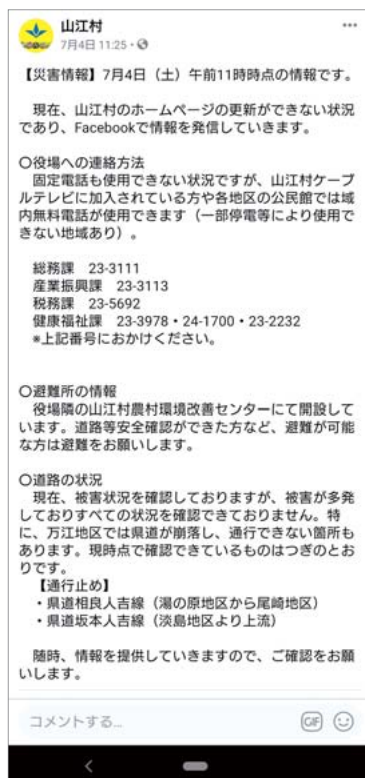 山江村
7月4日 11:25・
【災害情報】7月4日（土）午前11時時点の情報です。
現在、山江村のホームページの更新ができない状況
であり、Facebookで情報を発信していきます。
〇役場への連絡方法
固定電話も使用できない状況ですが、山江村ケーブ
ルテレビに加入されている方や各地区の公民館では域
内無料電話が使用できます（一部停電等により使用で
きない地域あり）。
総務課 23-3111
産業振興課 23-3113
税務課 23-5692
健康福祉課 23-3978・24-1700・23-2232
*上記番号におかけください。
〇避難所の情報
役場隣の山江村農村環境改善センターにて開設して
います。道路等安全確認ができた方など、避難が可能
な方は避難をお願いします。
〇道路の状況
現在、被害状況を確認しておりますが、被害が多発
しておりすべての状況を確認できておりません。特
に、万江地区では県道が崩落し、通行できない箇所も
あります。現時点で確認できているものはつぎのとお
りです。
【通行止め】
・県道相良人吉線（湯の原地区から尾崎地区）
・県道坂本人吉線（淡島地区より上流）
随時、情報を提供していきますので、ご確認をお願
いします。
コメントする...
GIF